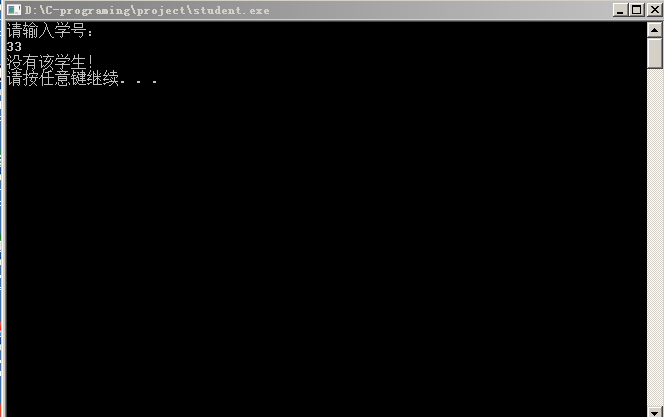 D:\C-programing\project\student.exe
请输入学号：
33
没有该学生！
请按任意键继续. . .